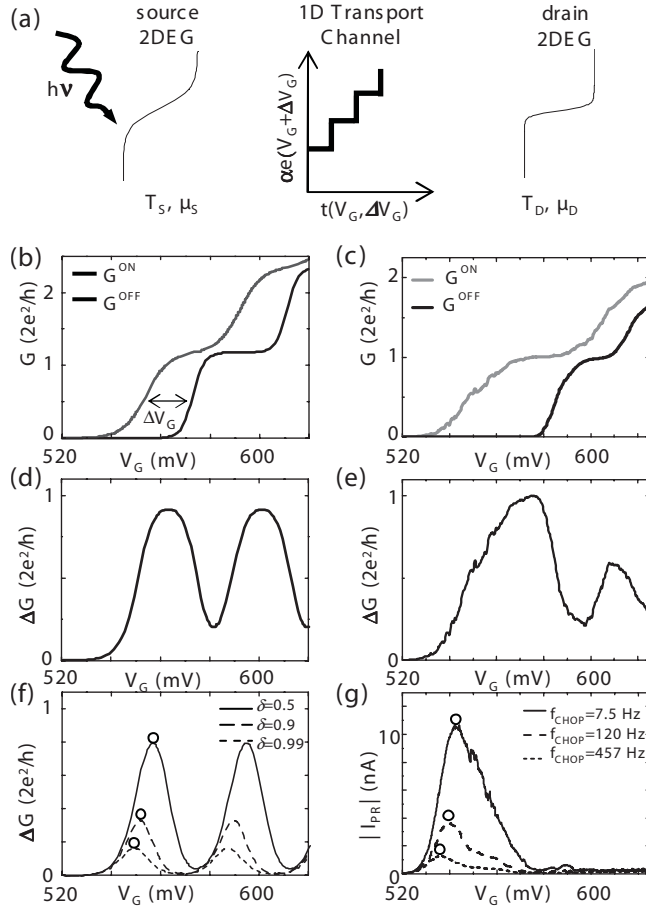 (a)
source
2DEG
1D Transport
Channel
drain
2DEG
hν
αe(V_G+ΔV_G)
t(V_G,ΔV_G)
T_S, μ_S
T_D, μ_D
(b)
G^ON
G^OFF
ΔV_G
G (2e²/h)
2
1
0
520
V_G (mV)
600
(c)
G^ON
G^OFF
G (2e²/h)
2
1
0
520
V_G (mV)
600
(d)
ΔG (2e²/h)
1
0
520
V_G (mV)
600
(e)
ΔG (2e²/h)
1
0
520
V_G (mV)
600
(f)
δ=0.5
δ=0.9
δ=0.99
ΔG (2e²/h)
1
0
520
V_G (mV)
600
(g)
f_CHOP=7.5 Hz
f_CHOP=120 Hz
f_CHOP=457 Hz
|I_PR| (nA)
10
0
520
V_G (mV)
600